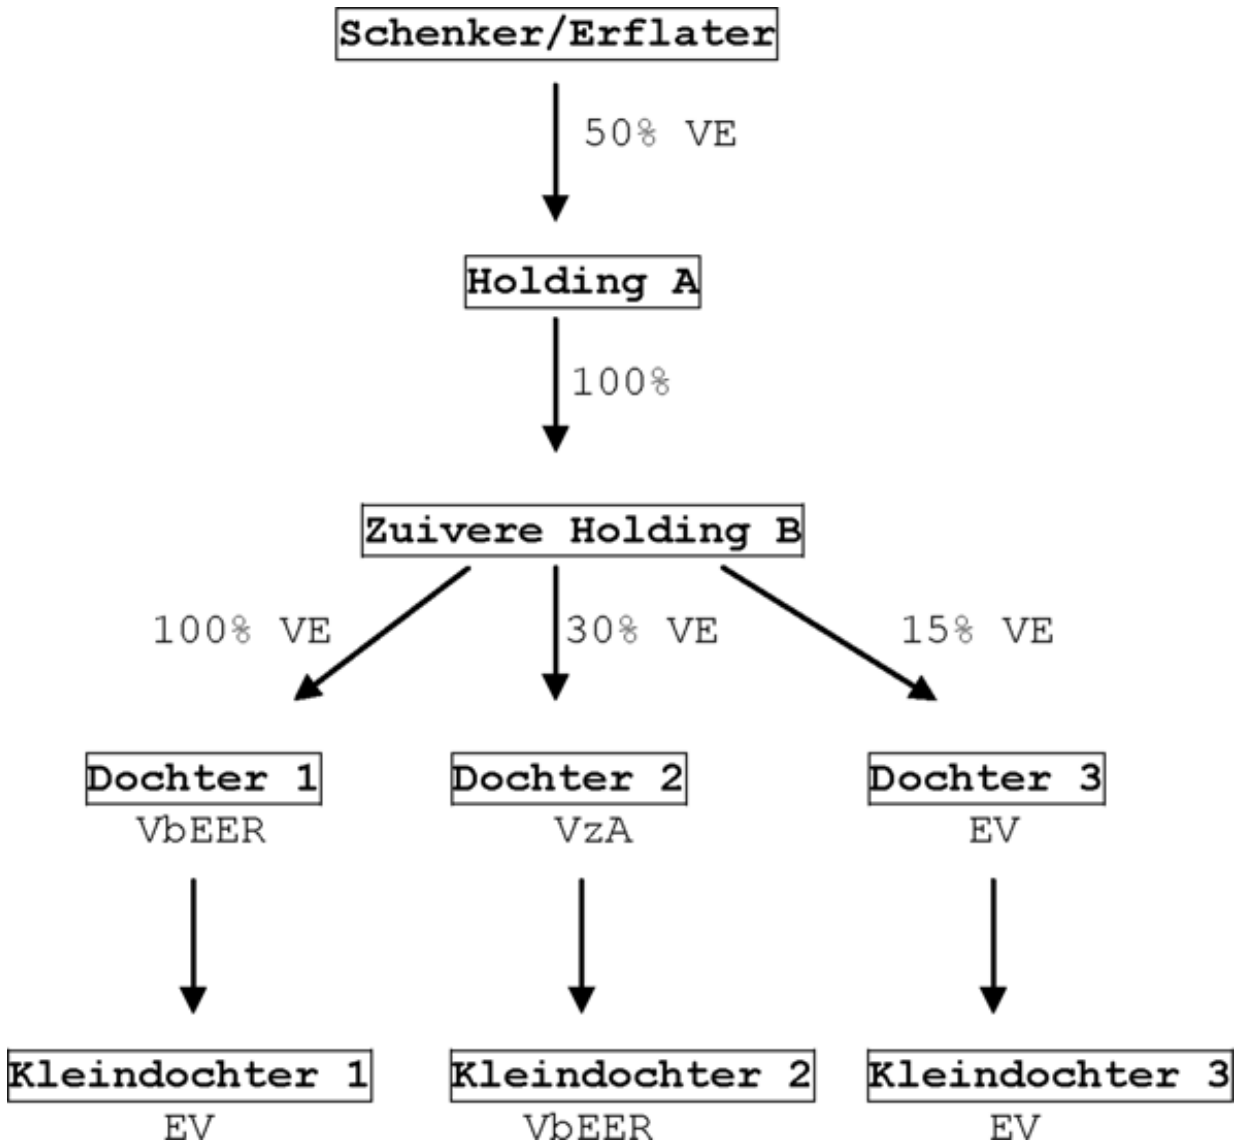 Schenker/Erflater
50% VE
Holding A
100%
Zuivere Holding B
100% VE 30% VE 15% VE
Dochter 1 Dochter 2 Dochter 3
VbEER VzA EV
Kleindochter 1 Kleindochter 2 Kleindochter 3
EV VbEER EV